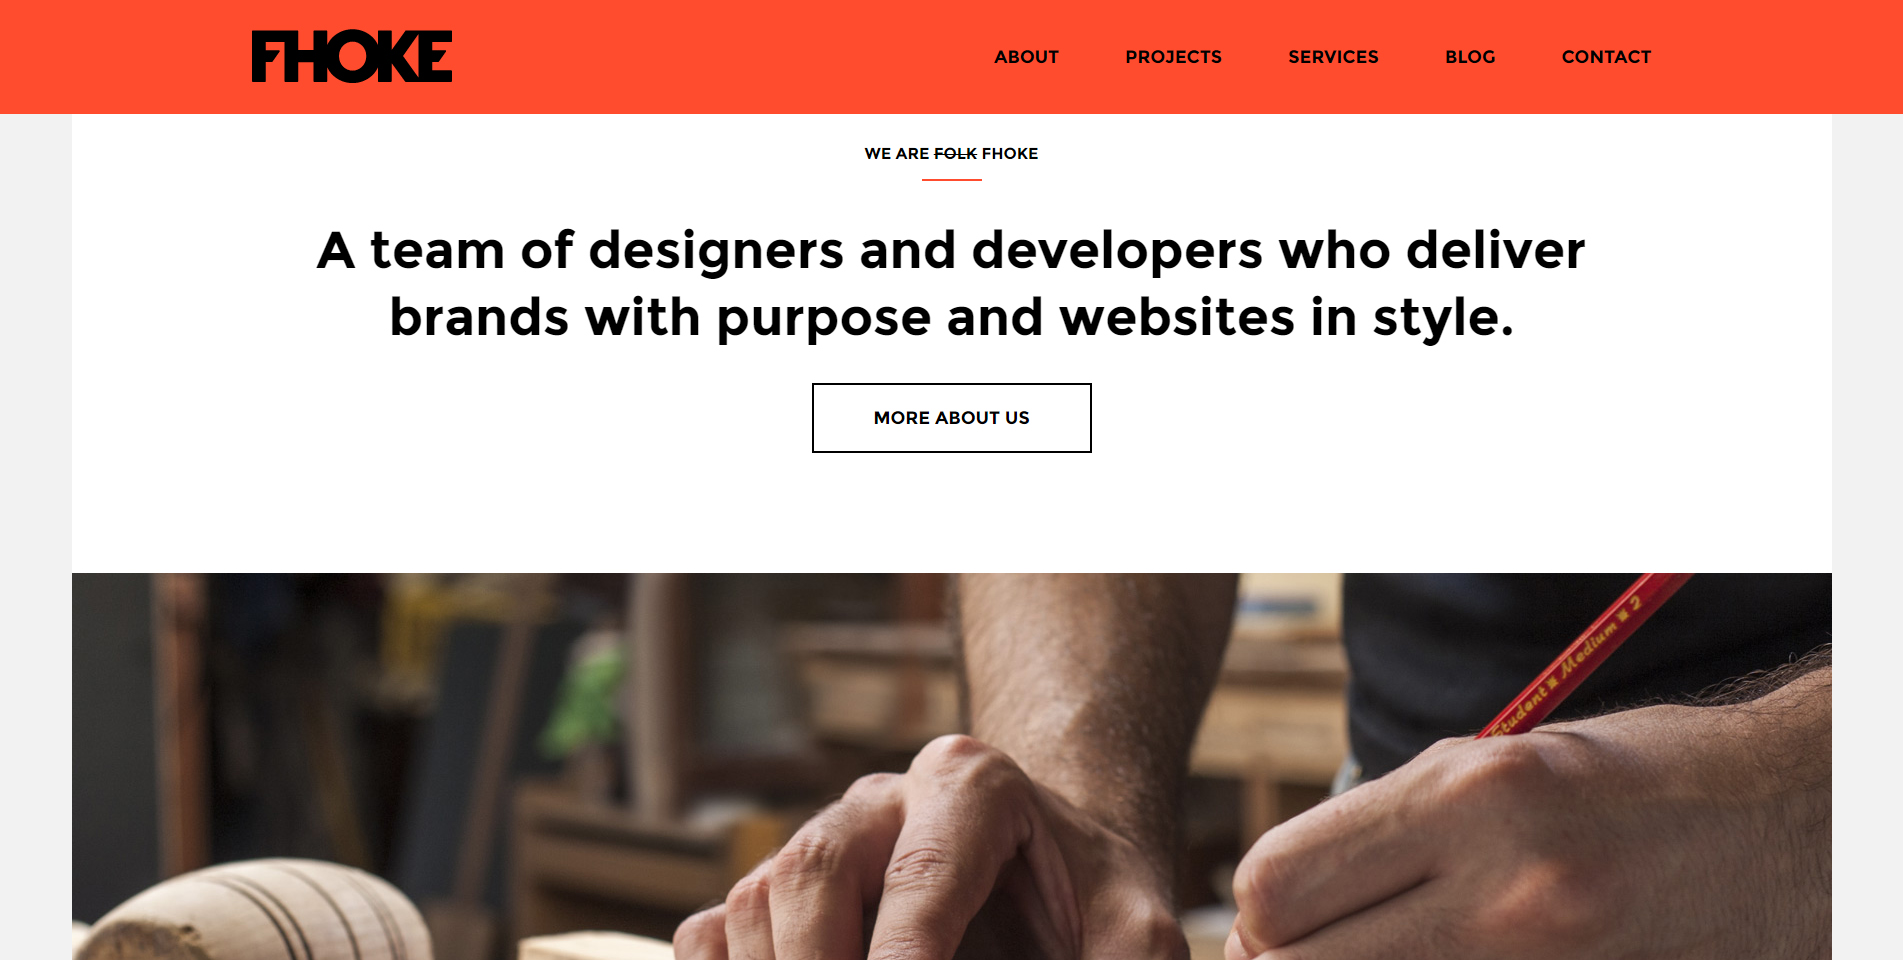 FHOKE
ABOUT PROJECTS SERVICES BLOG CONTACT
WE ARE FOLK FHOKE
A team of designers and developers who deliver
brands with purpose and websites in style.
MORE ABOUT US
Student Medium 2